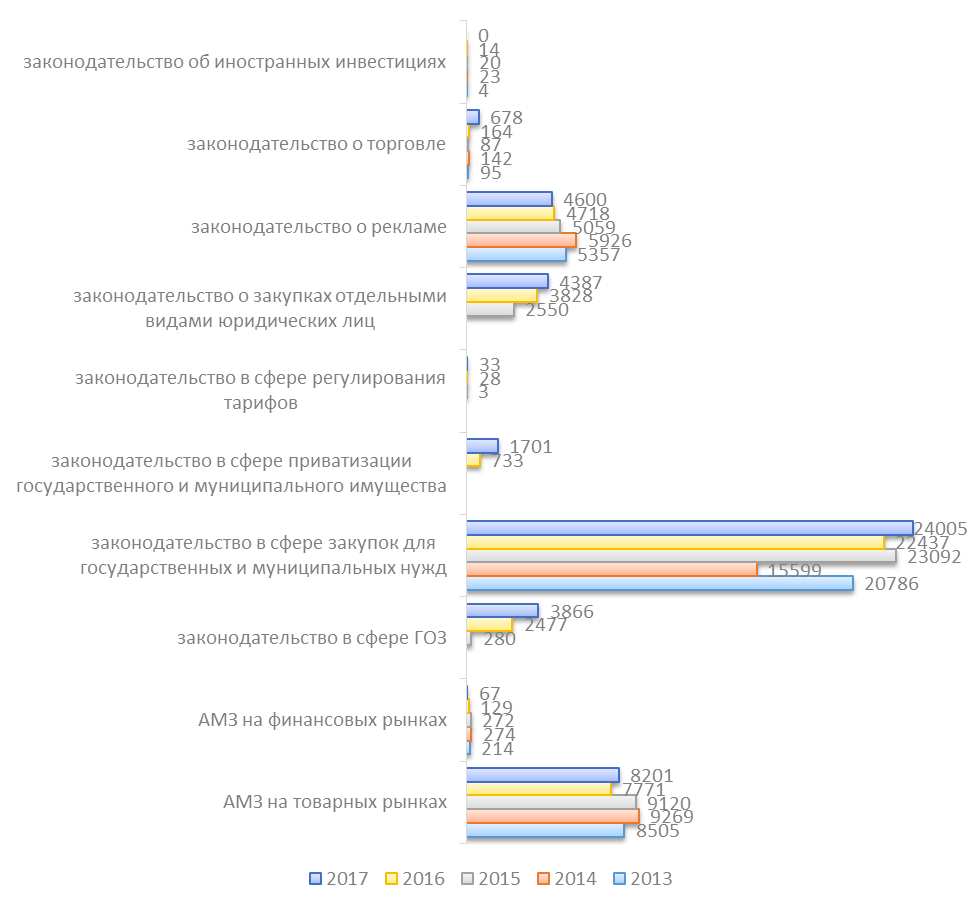 0
14
20
законодательство об иностранных инвестициях
23
4
678
164
законодательство о торговле
87
142
95
4600
4718
законодательство о рекламе
5059
5926
5357
4387
законодательство о закупках отдельными
3828
2550
видами юридических лиц
33
законодательство в сфере регулирования
28
3
тарифов
1701
законодательство в сфере приватизации
733
государственного и муниципального имущества
24005
законодательство в сфере закупок для
22437
23092
государственных и муниципальных нужд
15599
20786
3866
2477
законодательство в сфере ГОЗ
280
67
129
АМЗ на финансовых рынках
272
274
214
8201
7771
АМЗ на товарных рынках
9120
9269
8505
2017 2016 2015 2014 2013